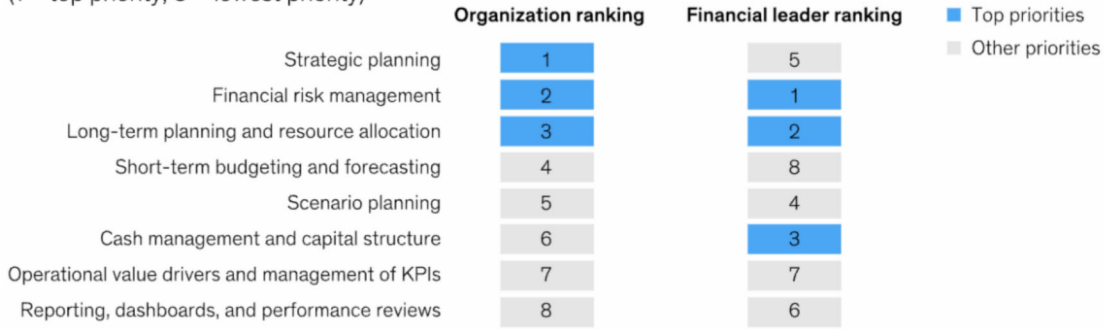 Organization ranking Financial leader ranking Top priorities
Other priorities
Strategic planning 1 5
Financial risk management 2 1
Long-term planning and resource allocation 3 2
Short-term budgeting and forecasting 4 8
Scenario planning 5 4
Cash management and capital structure 6 3
Operational value drivers and management of KPIs 7 7
Reporting, dashboards, and performance reviews 8 6